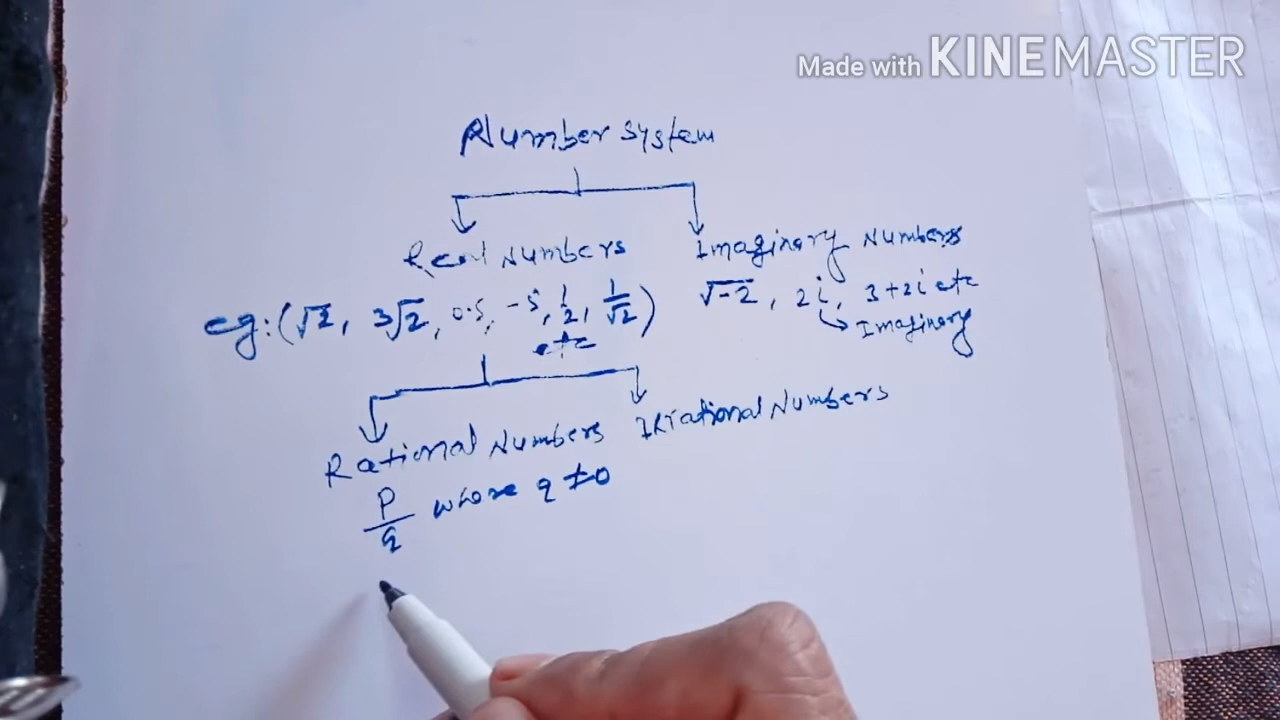 Made with KINEMASTER
Number system
Real Numbers
Imaginary Numbers
eg: (√2, 3√2, 0.5, -5, 1/2, 1/√2) etc
√-2, 2i, 3+2i etc
Imaginary
Rational Numbers
IRrational Numbers
P/q where q ≠ 0